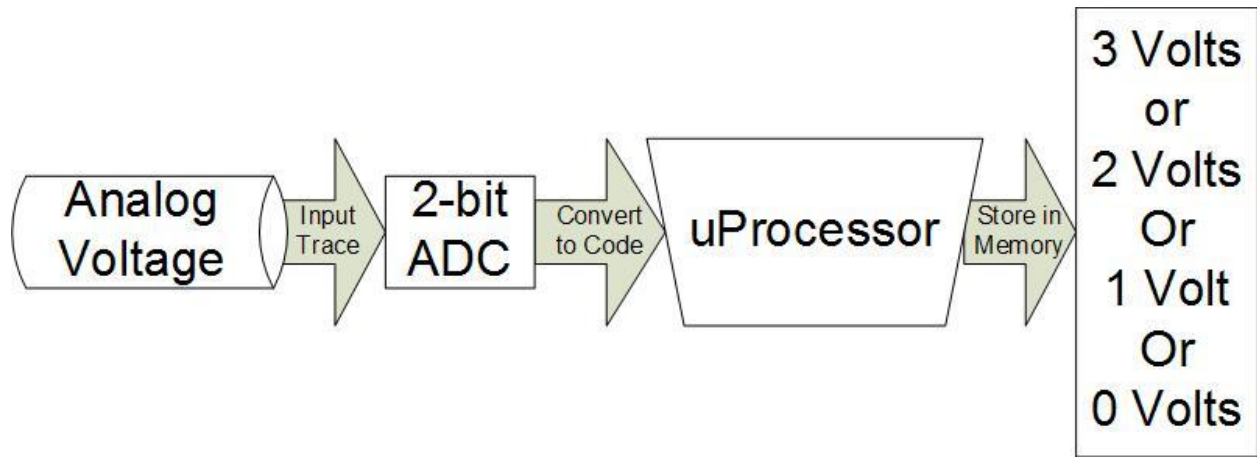 Analog
Voltage
Input
Trace
2-bit
ADC
Convert
to Code
uProcessor
Store in
Memory
3 Volts
or
2 Volts
Or
1 Volt
Or
0 Volts